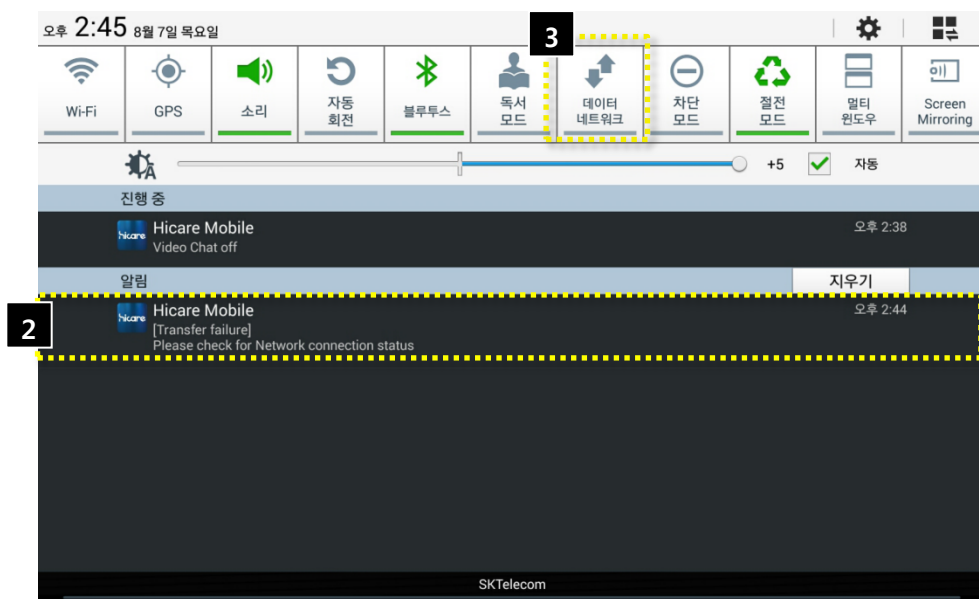 오후 2:45 8월 7일 목요일
3
Wi-Fi
GPS
소리
자동
회전
블루투스
독서
모드
데이터
네트워크
차단
모드
절전
모드
멀티
윈도우
Screen
Mirroring
A
+5
자동
진행 중
hicare
Hicare Mobile
오후 2:38
Video Chat off
알림
지우기
2
hicare
Hicare Mobile
오후 2:44
[Transfer failure]
Please check for Network connection status
SKTelecom